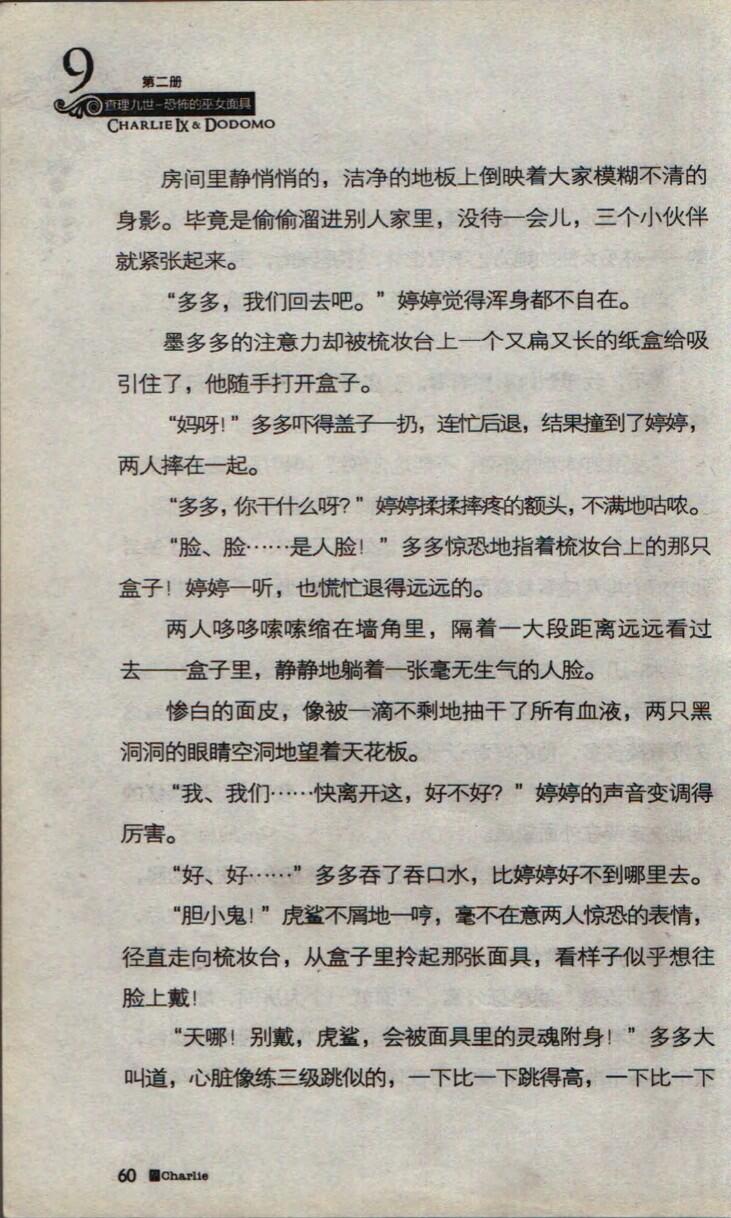 9
第二册
查理九世-恐怖的巫女面具
CHARLIE IX & DODOMO
房间里静悄悄的，洁净的地板上倒映着大家模糊不清的
身影。毕竟是偷偷溜进别人家里，没待一会儿，三个小伙伴
就紧张起来。
“多多，我们回去吧。”婷婷觉得浑身都不自在。
墨多多的注意力却被梳妆台上一个又扁又长的纸盒给吸
引住了，他随手打开盒子。
“妈呀！”多多吓得盖子一扔，连忙后退，结果撞到了婷婷，
两人摔在一起。
“多多，你干什么呀？”婷婷揉揉摔疼的额头，不满地咕哝。
“脸、脸……是人脸！”多多惊恐地指着梳妆台上的那只
盒子！婷婷一听，也慌忙退得远远的。
两人哆哆嗦嗦缩在墙角里，隔着一大段距离远远看过
去——盒子里，静静地躺着一张毫无生气的人脸。
惨白的面皮，像被一滴不剩地抽干了所有血液，两只黑
洞洞的眼睛空洞地望着天花板。
“我、我们……快离开这，好不好？”婷婷的声音变调得
厉害。
“好、好……”多多吞了吞口水，比婷婷好不到哪里去。
“胆小鬼！”虎鲨不屑地一哼，毫不在意两人惊恐的表情，
径直走向梳妆台，从盒子里拎起那张面具，看样子似乎想往
脸上戴！
“天哪！别戴，虎鲨，会被面具里的灵魂附身！”多多大
叫道，心脏像练三级跳似的，一下比一下跳得高，一下比一下
60 Charlie